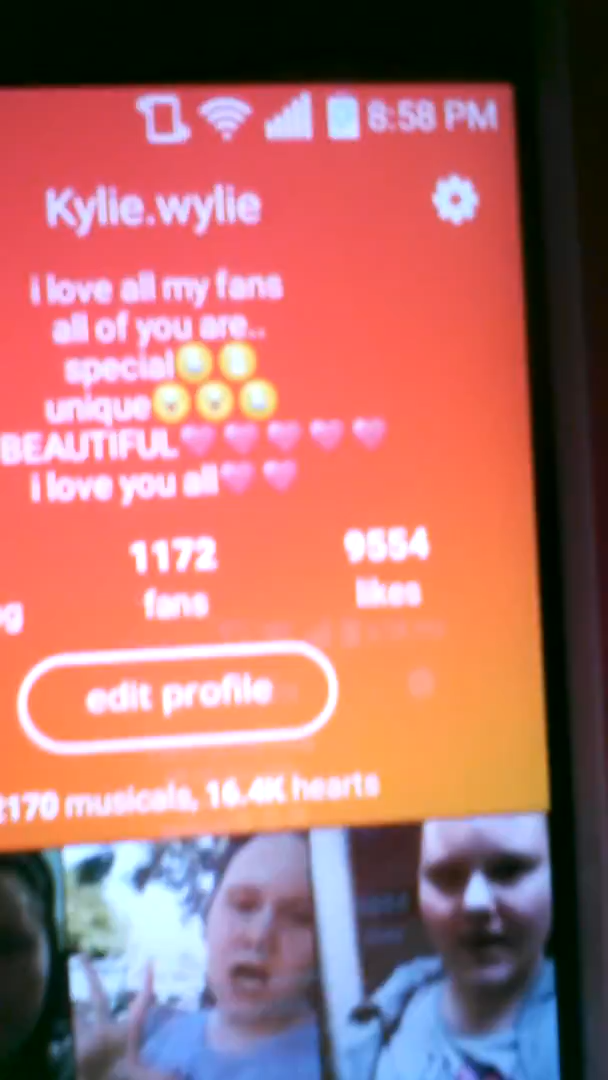 8:58 PM
Kylie.wylie
i love all my fans
all of you are..
special
unique
BEAUTIFUL
i love you all
1172
9554
fans
likes
edit profile
2170 musicals, 16.4K hearts